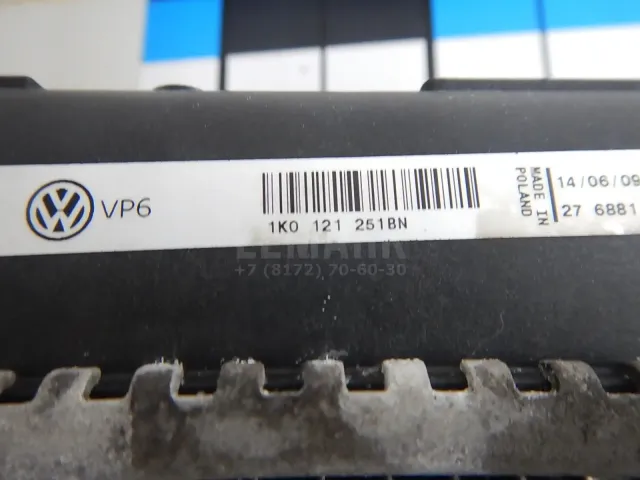 VP6
1K0 121 251BN
MADE IN
POLAND
14/06/09
27 6881
+7 (8172) 70-60-30